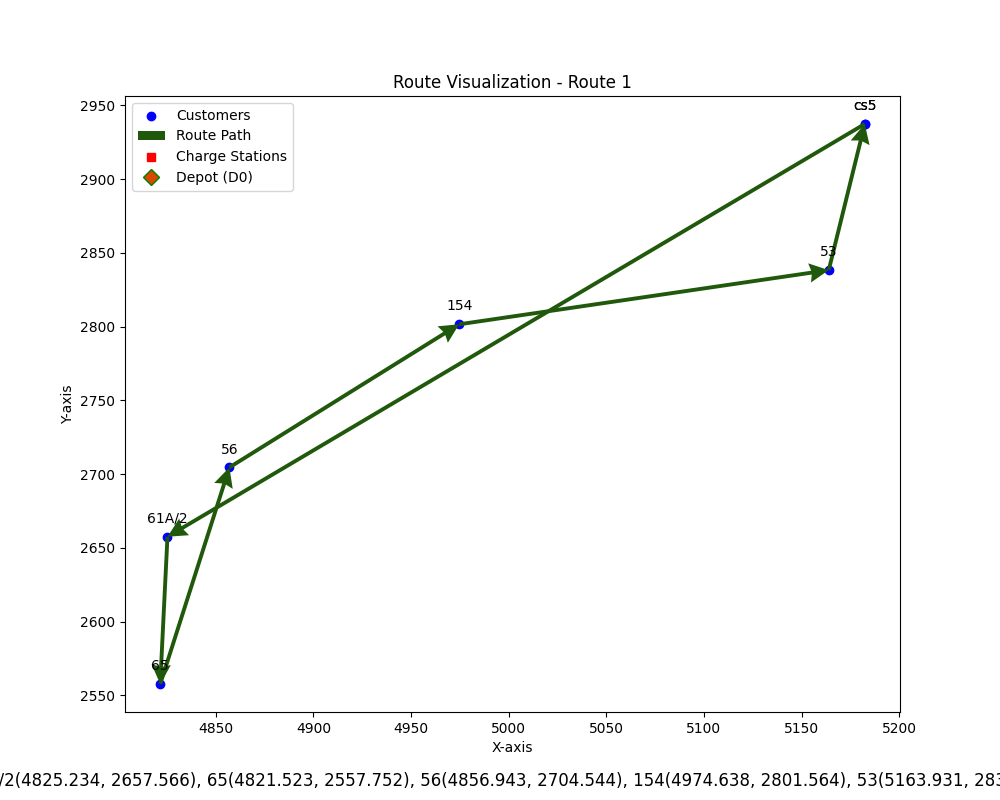 Route Visualization - Route 1
Customers
Route Path
Charge Stations
Depot (D0)
cs5
53
154
56
61A/2
65
2950
2900
2850
2800
2750
2700
2650
2600
2550
Y-axis
4850
4900
4950
5000
5050
5100
5150
5200
X-axis
/2(4825.234, 2657.566), 65(4821.523, 2557.752), 56(4856.943, 2704.544), 154(4974.638, 2801.564), 53(5163.931, 283